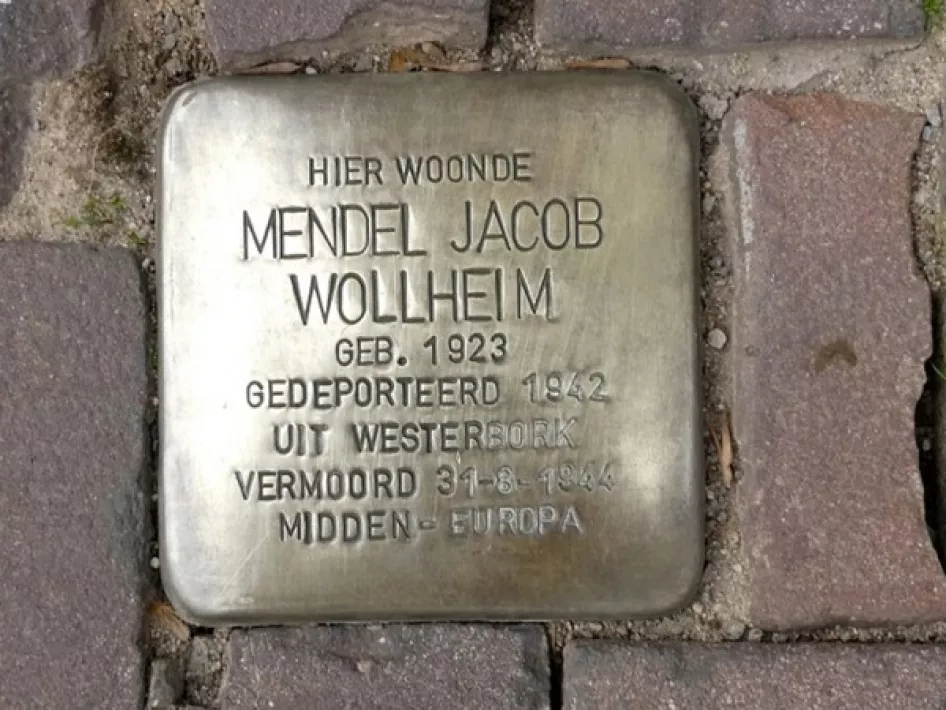 HIER WOONDE
MENDEL JACOB
WOLLHEIM
GEB. 1923
GEDEPORTEERD 1942
UIT WESTERBORK
VERMOORD 31-8-1944
MIDDEN-EUROPA